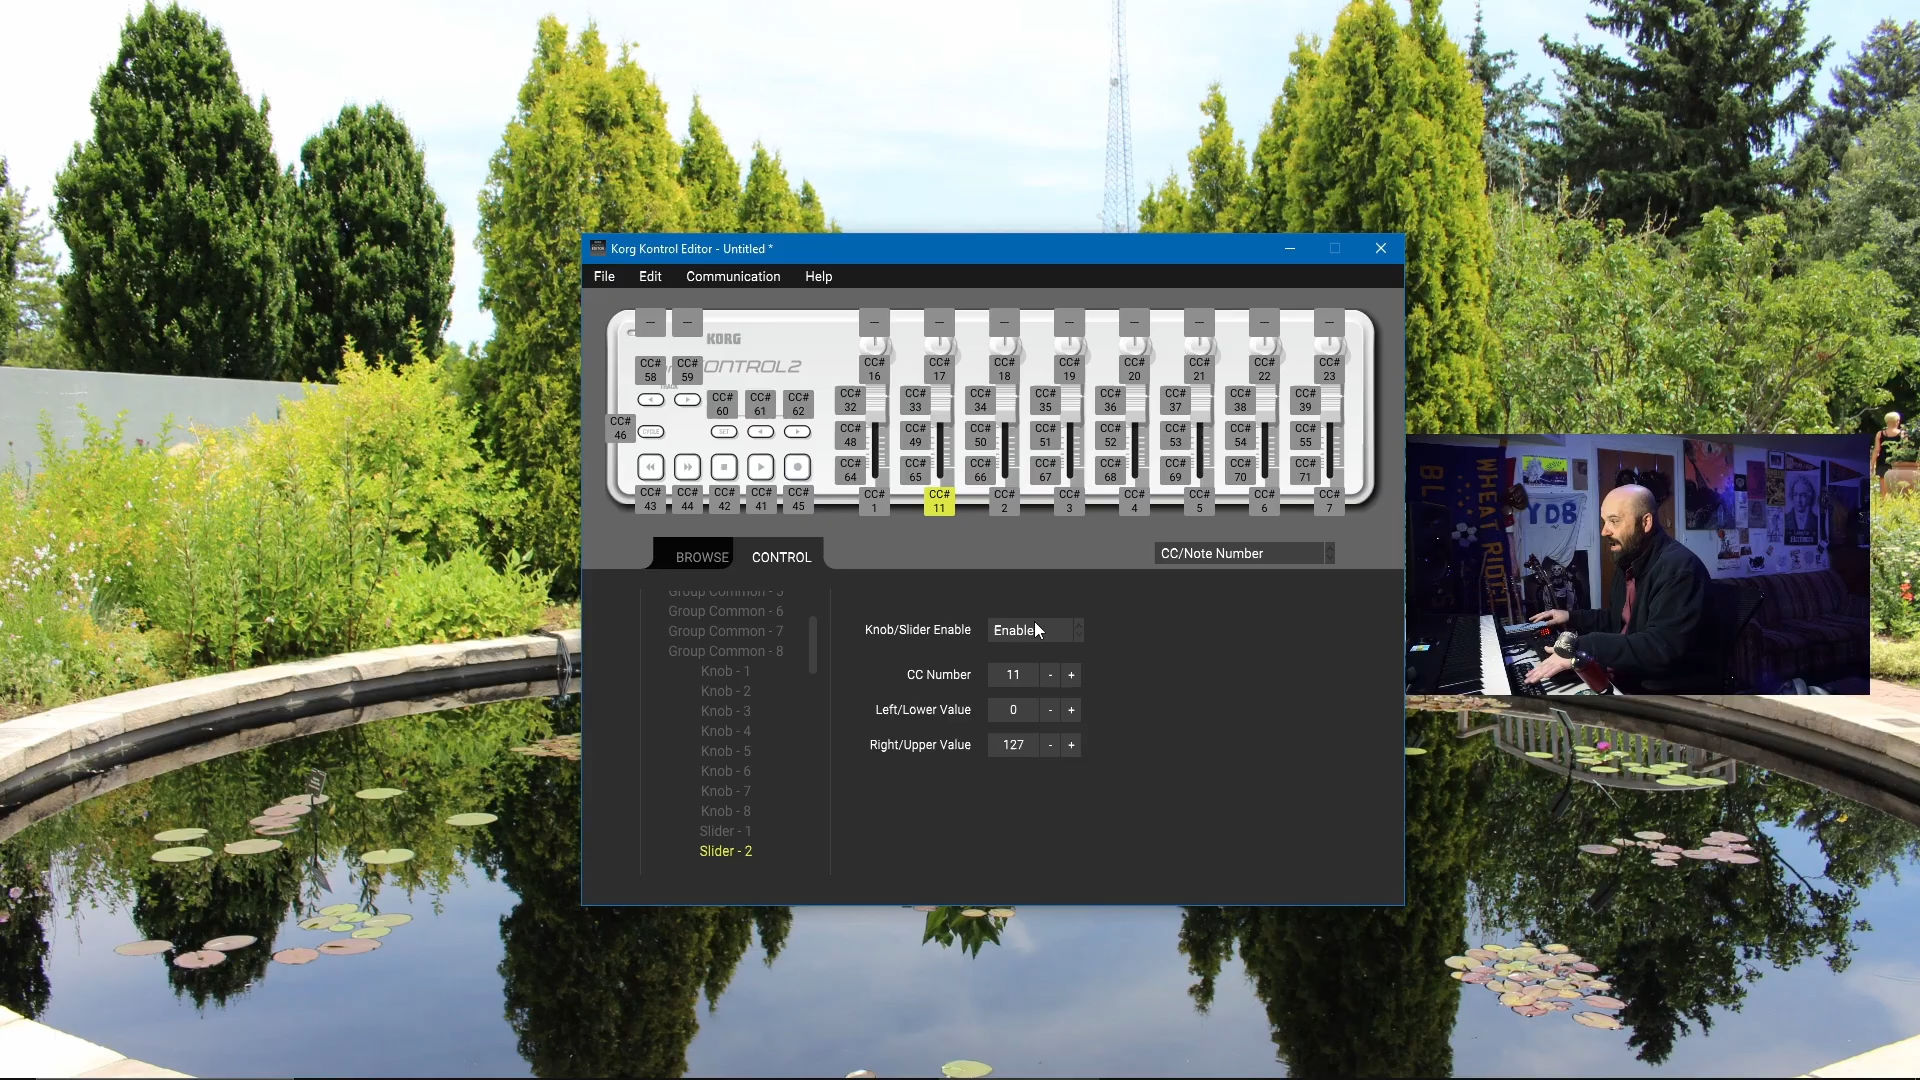 Korg Kontrol Editor - Untitled *
File Edit Communication Help
KORG
ONTROL2
TRACK
CC# 58 CC# 59
CC# 60 CC# 61 CC# 62
CC# 46
CYCLE SET
CC# 43 CC# 44 CC# 42 CC# 41 CC# 45
CC# 16 CC# 17 CC# 18 CC# 19 CC# 20 CC# 21 CC# 22 CC# 23
CC# 32 CC# 33 CC# 34 CC# 35 CC# 36 CC# 37 CC# 38 CC# 39
CC# 48 CC# 49 CC# 50 CC# 51 CC# 52 CC# 53 CC# 54 CC# 55
CC# 64 CC# 65 CC# 66 CC# 67 CC# 68 CC# 69 CC# 70 CC# 71
CC# 1 CC# 11 CC# 2 CC# 3 CC# 4 CC# 5 CC# 6 CC# 7
BROWSE CONTROL
CC/Note Number
Group Common - 5
Group Common - 6
Group Common - 7
Group Common - 8
Knob - 1
Knob - 2
Knob - 3
Knob - 4
Knob - 5
Knob - 6
Knob - 7
Knob - 8
Slider - 1
Slider - 2
Knob/Slider Enable Enable
CC Number 11 - +
Left/Lower Value 0 - +
Right/Upper Value 127 - +
WHEAT RIOT
YDB